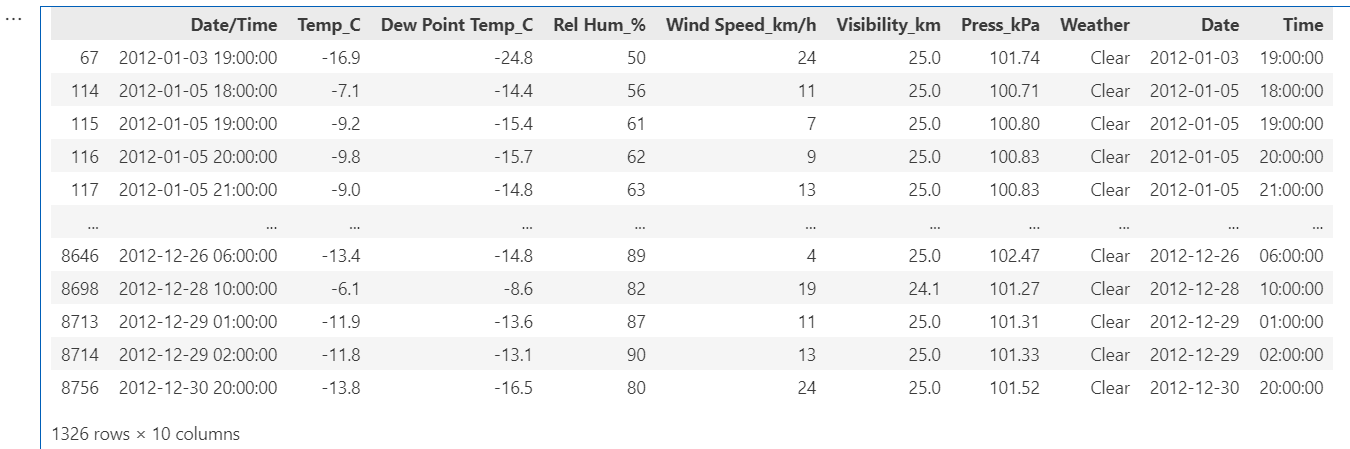 ...
Date/Time Temp_C Dew Point Temp_C Rel Hum_% Wind Speed_km/h Visibility_km Press_kPa Weather Date Time
67 2012-01-03 19:00:00 -16.9 -24.8 50 24 25.0 101.74 Clear 2012-01-03 19:00:00
114 2012-01-05 18:00:00 -7.1 -14.4 56 11 25.0 100.71 Clear 2012-01-05 18:00:00
115 2012-01-05 19:00:00 -9.2 -15.4 61 7 25.0 100.80 Clear 2012-01-05 19:00:00
116 2012-01-05 20:00:00 -9.8 -15.7 62 9 25.0 100.83 Clear 2012-01-05 20:00:00
117 2012-01-05 21:00:00 -9.0 -14.8 63 13 25.0 100.83 Clear 2012-01-05 21:00:00
... ... ... ... ... ... ... ... ... ... ...
8646 2012-12-26 06:00:00 -13.4 -14.8 89 4 25.0 102.47 Clear 2012-12-26 06:00:00
8698 2012-12-28 10:00:00 -6.1 -8.6 82 19 24.1 101.27 Clear 2012-12-28 10:00:00
8713 2012-12-29 01:00:00 -11.9 -13.6 87 11 25.0 101.31 Clear 2012-12-29 01:00:00
8714 2012-12-29 02:00:00 -11.8 -13.1 90 13 25.0 101.33 Clear 2012-12-29 02:00:00
8756 2012-12-30 20:00:00 -13.8 -16.5 80 24 25.0 101.52 Clear 2012-12-30 20:00:00
1326 rows × 10 columns